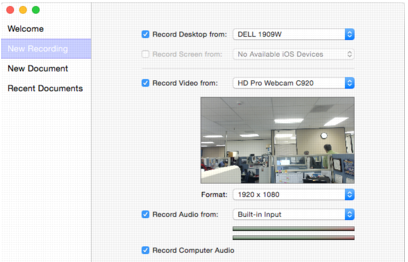 Welcome
New Recording
New Document
Recent Documents
Record Desktop from: DELL 1909W
Record Screen from: No Available iOS Devices
Record Video from: HD Pro Webcam C920
Format: 1920 x 1080
Record Audio from: Built-in Input
Record Computer Audio